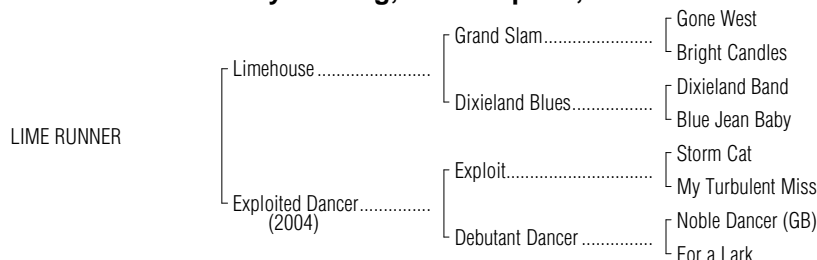 Gone West
Grand Slam
Bright Candles
Limehouse
Dixieland Band
Dixieland Blues
Blue Jean Baby
LIME RUNNER
Storm Cat
Exploit
My Turbulent Miss
Exploited Dancer
(2004)
Noble Dancer (GB)
Debutant Dancer
For a Lark